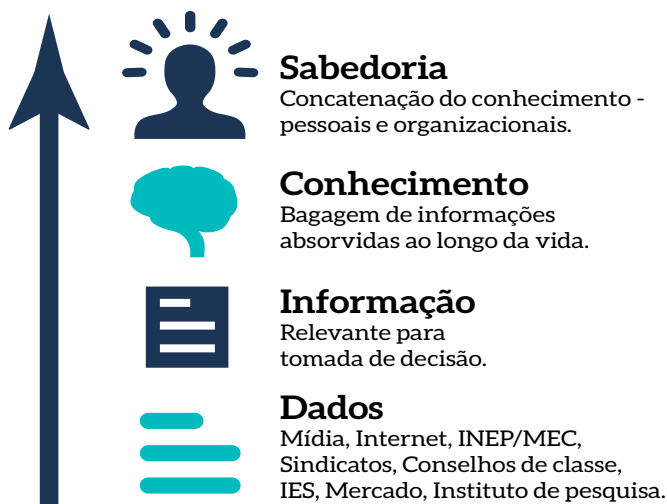 Sabedoria
Concatenação do conhecimento -
pessoais e organizacionais.
Conhecimento
Bagagem de informações
absorvidas ao longo da vida.
Informação
Relevante para
tomada de decisão.
Dados
Mídia, Internet, INEP/MEC,
Sindicatos, Conselhos de classe,
IES, Mercado, Instituto de pesquisa.